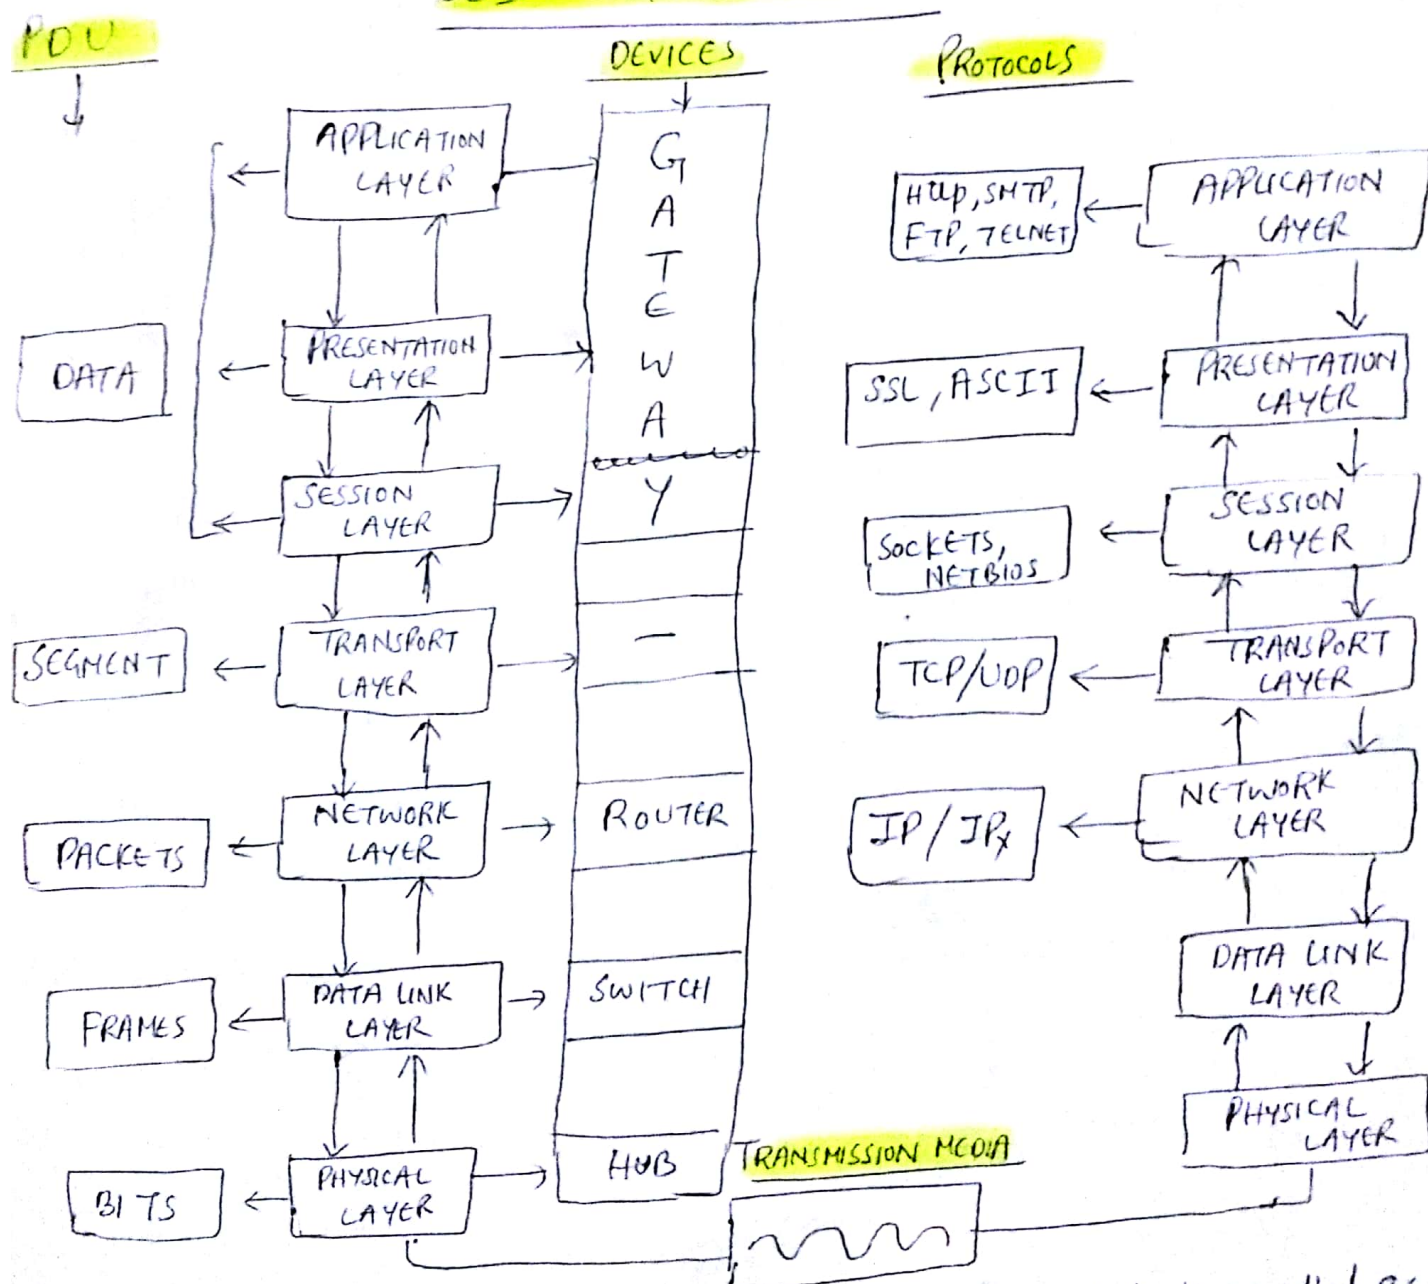 PDU
DEVICES
PROTOCOLS
APPLICATION
LAYER
G
A
T
E
W
A
Y
Http, SMTP,
FTP, TELNET
APPLICATION
LAYER
DATA
PRESENTATION
LAYER
SSL, ASCII
PRESENTATION
LAYER
SESSION
LAYER
SOCKETS,
NETBIOS
SESSION
LAYER
SEGMENT
TRANSPORT
LAYER
—
TCP/UDP
TRANSPORT
LAYER
PACKETS
NETWORK
LAYER
ROUTER
IP/IPx
NETWORK
LAYER
FRAMES
DATA LINK
LAYER
SWITCH
DATA LINK
LAYER
BITS
PHYSICAL
LAYER
HUB
TRANSMISSION MEDIA
PHYSICAL
LAYER